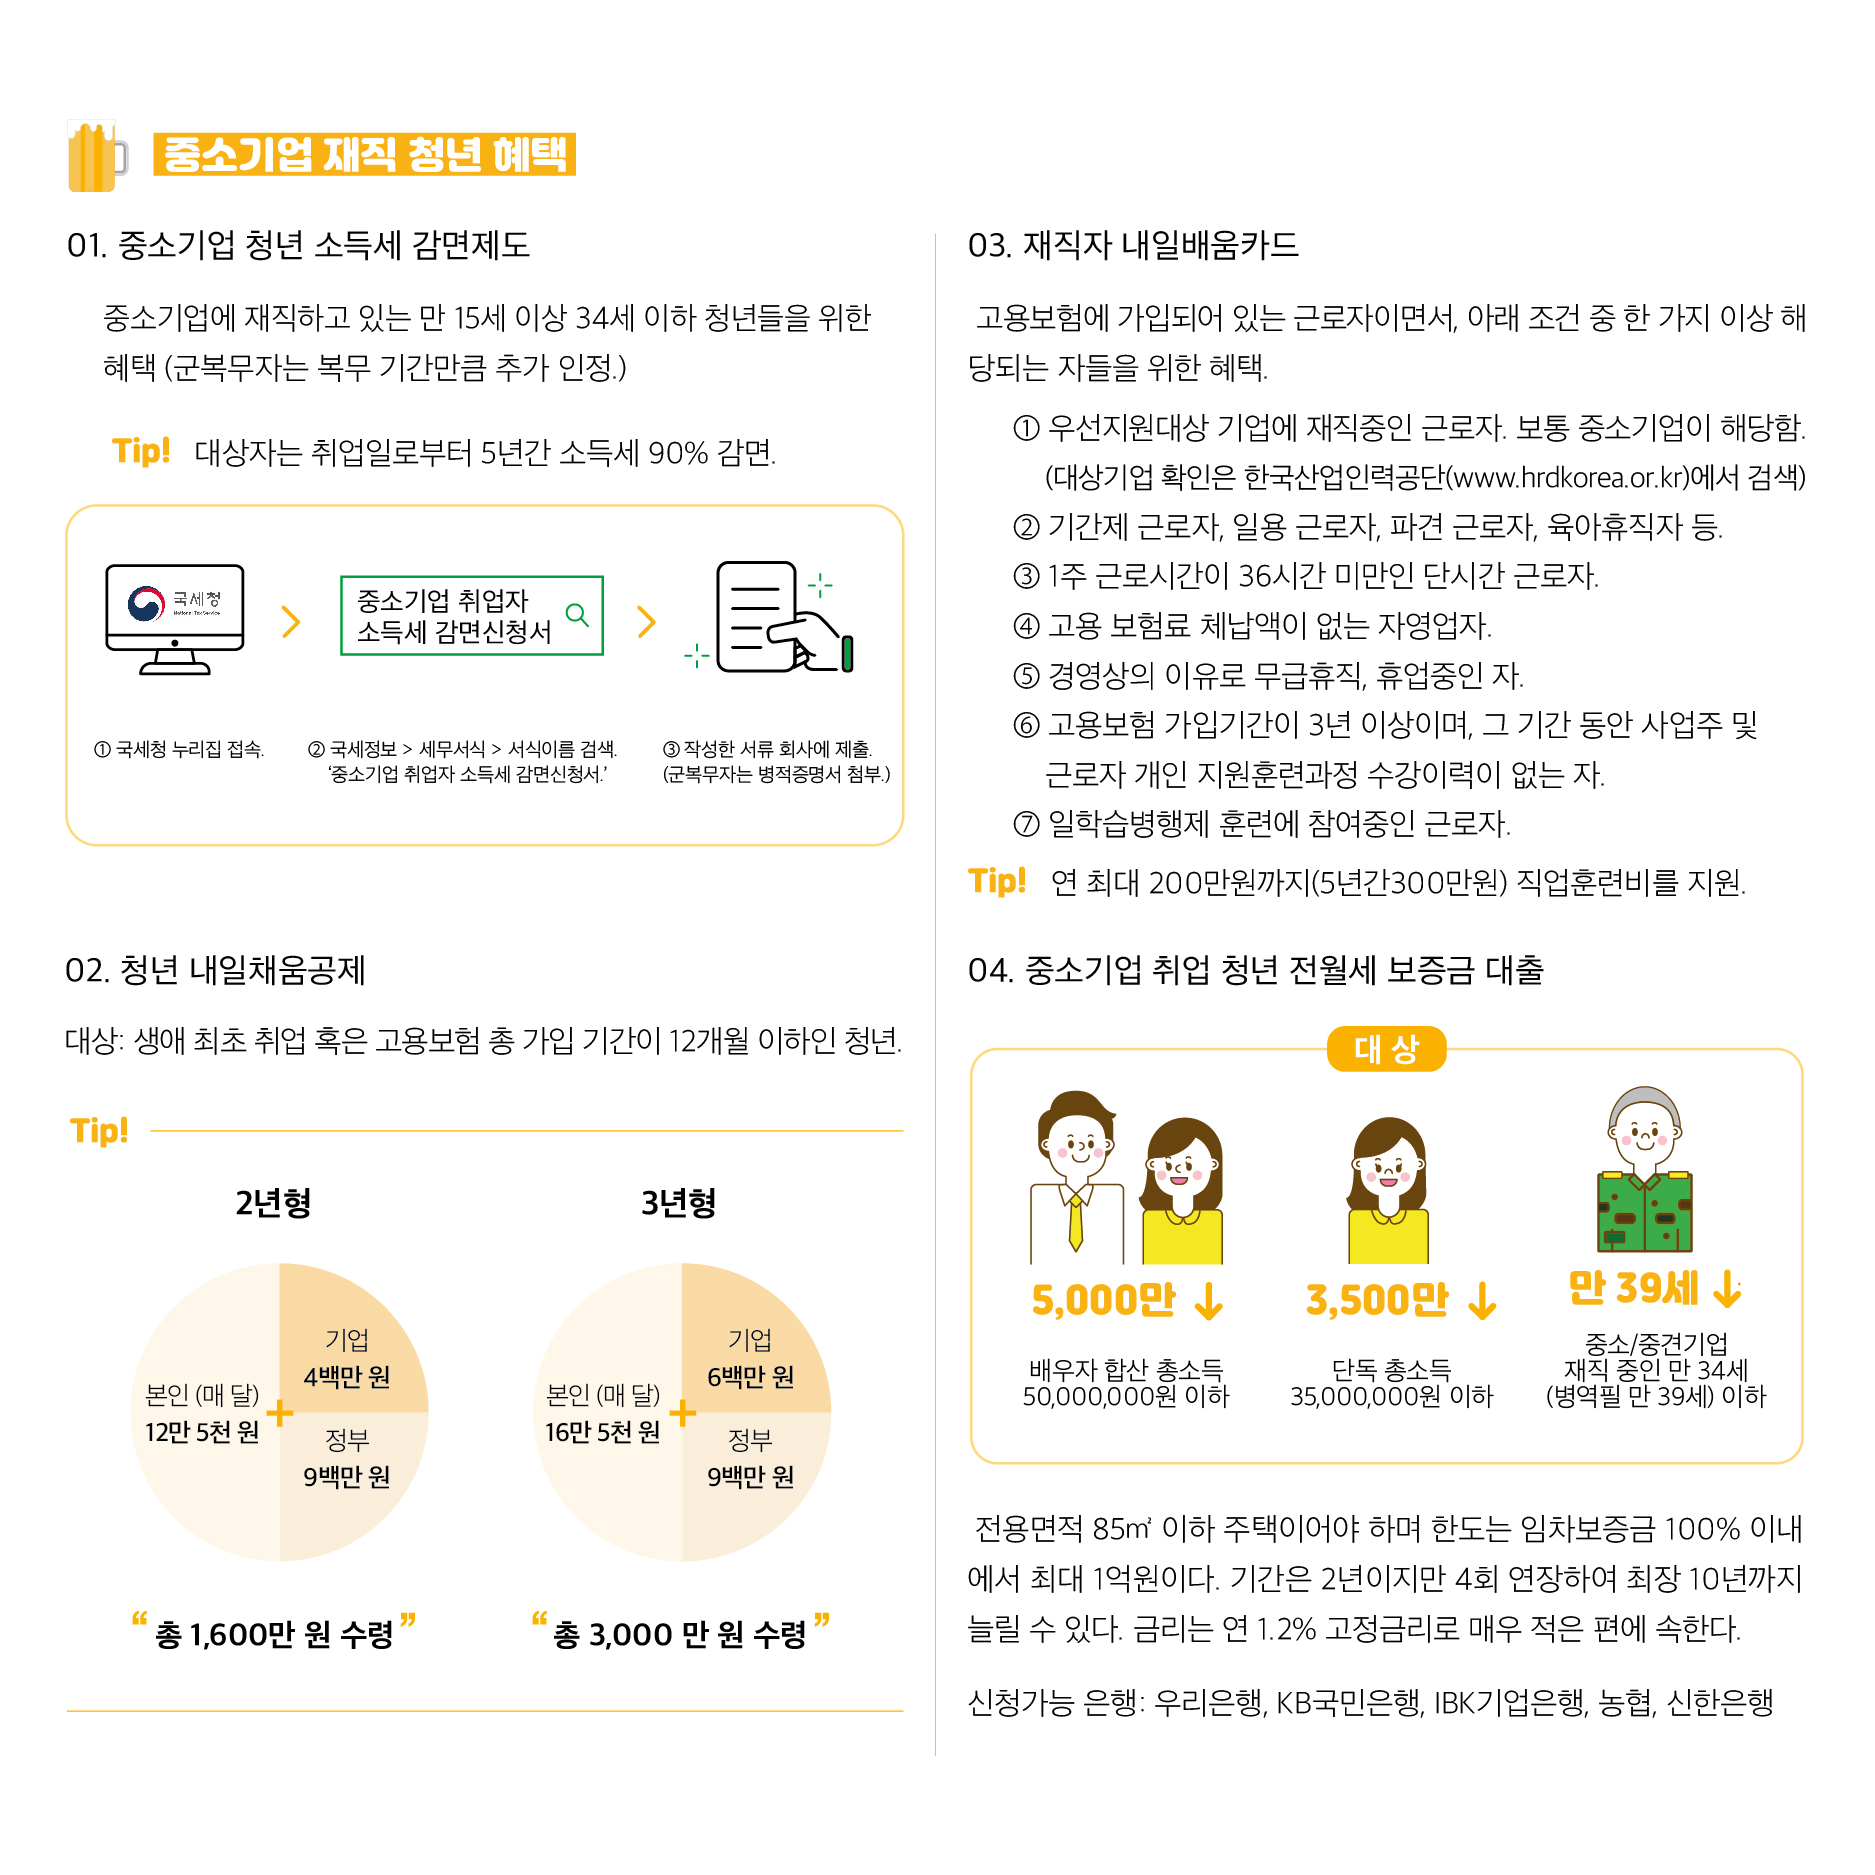 중소기업 재직 청년 혜택
01. 중소기업 청년 소득세 감면제도
중소기업에 재직하고 있는 만 15세 이상 34세 이하 청년들을 위한
혜택 (군복무자는 복무 기간만큼 추가 인정.)
Tip! 대상자는 취업일로부터 5년간 소득세 90% 감면.
국세청
National Tax Service
중소기업 취업자
소득세 감면신청서
① 국세청 누리집 접속.
② 국세정보 > 세무서식 > 서식이름 검색.
‘중소기업 취업자 소득세 감면신청서.’
③ 작성한 서류 회사에 제출.
(군복무자는 병적증명서 첨부.)
02. 청년 내일채움공제
대상: 생애 최초 취업 혹은 고용보험 총 가입 기간이 12개월 이하인 청년.
Tip!
2년형
기업
4백만 원
본인 (매 달)
12만 5천 원
+
정부
9백만 원
“ 총 1,600만 원 수령 ”
3년형
기업
6백만 원
본인 (매 달)
16만 5천 원
+
정부
9백만 원
“ 총 3,000 만 원 수령 ”
03. 재직자 내일배움카드
고용보험에 가입되어 있는 근로자이면서, 아래 조건 중 한 가지 이상 해
당되는 자들을 위한 혜택.
① 우선지원대상 기업에 재직중인 근로자. 보통 중소기업이 해당함.
(대상기업 확인은 한국산업인력공단(www.hrdkorea.or.kr)에서 검색)
② 기간제 근로자, 일용 근로자, 파견 근로자, 육아휴직자 등.
③ 1주 근로시간이 36시간 미만인 단시간 근로자.
④ 고용 보험료 체납액이 없는 자영업자.
⑤ 경영상의 이유로 무급휴직, 휴업중인 자.
⑥ 고용보험 가입기간이 3년 이상이며, 그 기간 동안 사업주 및
근로자 개인 지원훈련과정 수강이력이 없는 자.
⑦ 일학습병행제 훈련에 참여중인 근로자.
Tip! 연 최대 200만원까지(5년간300만원) 직업훈련비를 지원.
04. 중소기업 취업 청년 전월세 보증금 대출
대 상
5,000만 ↓
배우자 합산 총소득
50,000,000원 이하
3,500만 ↓
단독 총소득
35,000,000원 이하
만 39세 ↓
중소/중견기업
재직 중인 만 34세
(병역필 만 39세) 이하
전용면적 85㎡ 이하 주택이어야 하며 한도는 임차보증금 100% 이내
에서 최대 1억원이다. 기간은 2년이지만 4회 연장하여 최장 10년까지
늘릴 수 있다. 금리는 연 1.2% 고정금리로 매우 적은 편에 속한다.
신청가능 은행: 우리은행, KB국민은행, IBK기업은행, 농협, 신한은행